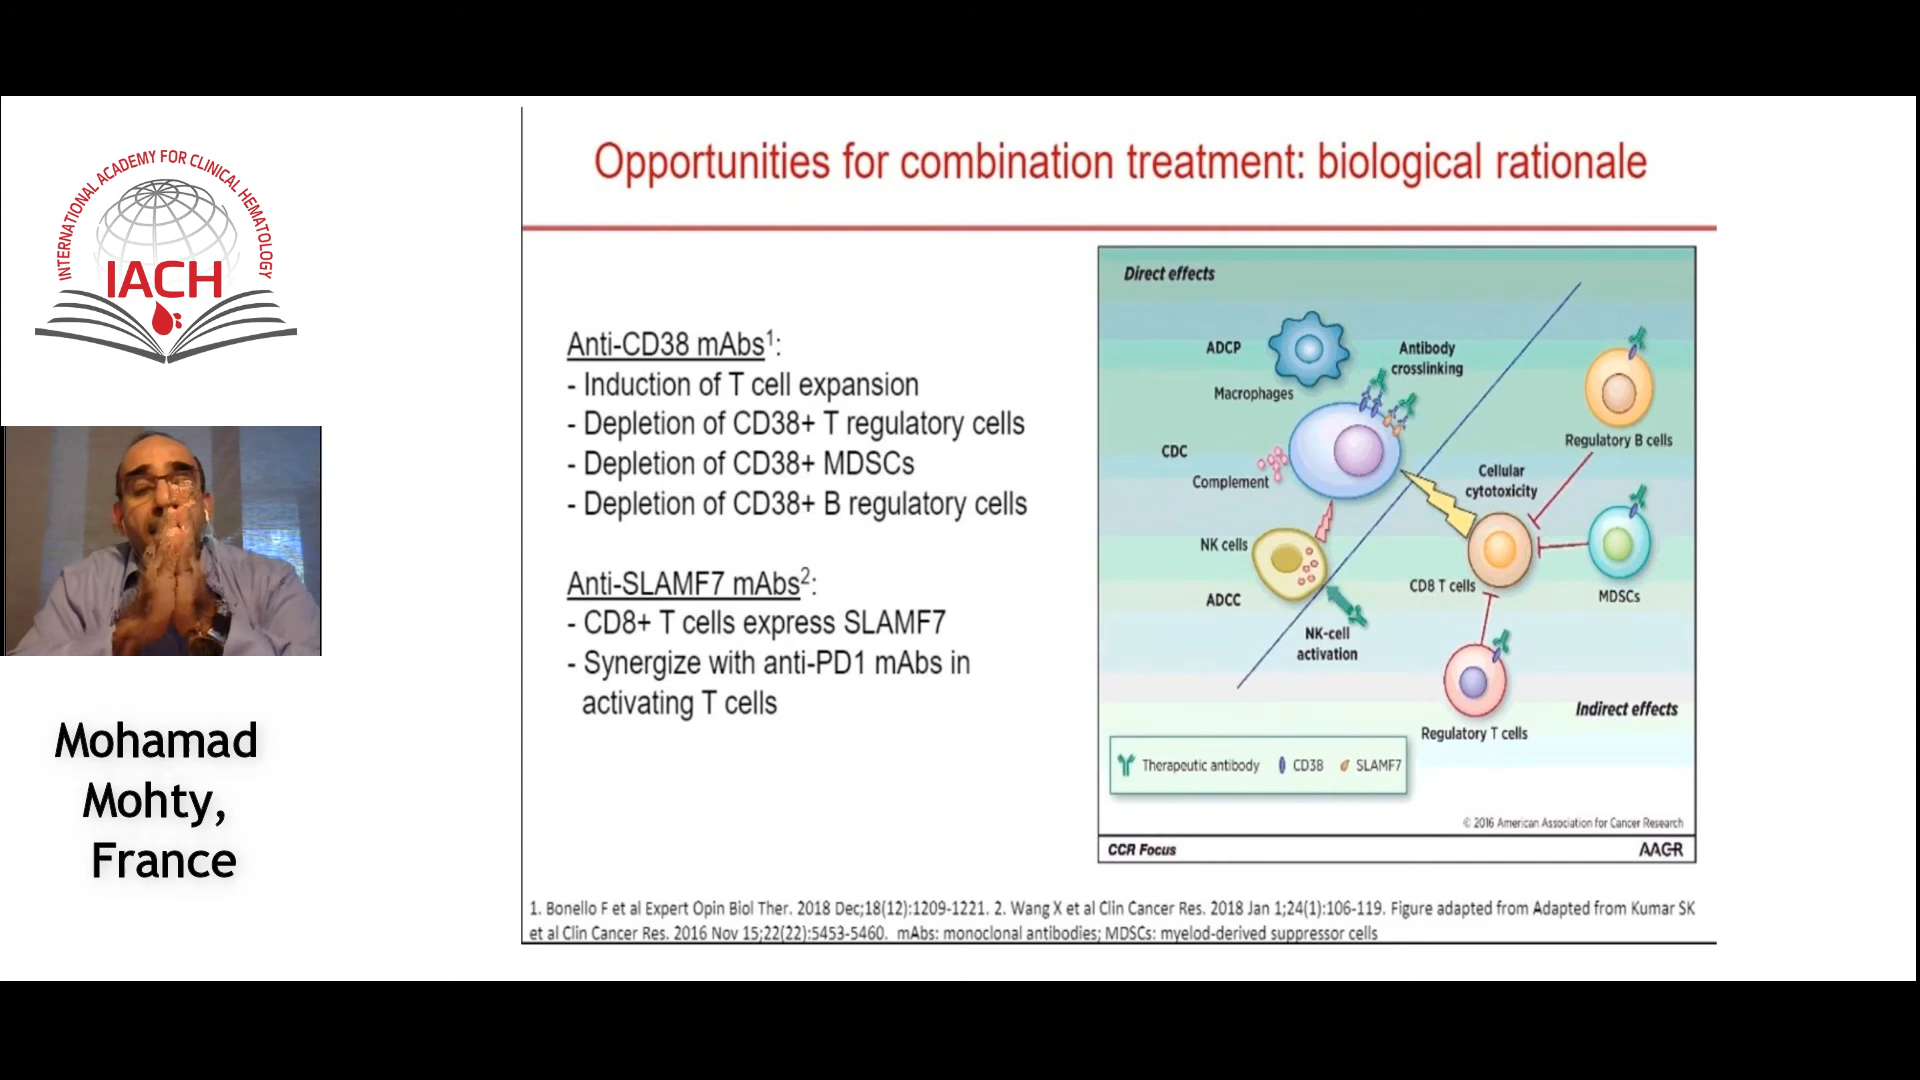 INTERNATIONAL ACADEMY FOR CLINICAL HEMATOLOGY
IACH
Mohamad
Mohty,
France
Opportunities for combination treatment: biological rationale
Anti-CD38 mAbs1:
- Induction of T cell expansion
- Depletion of CD38+ T regulatory cells
- Depletion of CD38+ MDSCs
- Depletion of CD38+ B regulatory cells
Anti-SLAMF7 mAbs2:
- CD8+ T cells express SLAMF7
- Synergize with anti-PD1 mAbs in
activating T cells
Direct effects
ADCP
Macrophages
Antibody
crosslinking
CDC
Complement
NK cells
ADCC
NK-cell
activation
Cellular
cytotoxicity
CD8 T cells
Regulatory B cells
MDSCs
Regulatory T cells
Indirect effects
Therapeutic antibody CD38 SLAMF7
© 2016 American Association for Cancer Research
CCR Focus AACR
1. Bonello F et al Expert Opin Biol Ther. 2018 Dec;18(12):1209-1221. 2. Wang X et al Clin Cancer Res. 2018 Jan 1;24(1):106-119. Figure adapted from Adapted from Kumar SK
et al Clin Cancer Res. 2016 Nov 15;22(22):5453-5460. mAbs: monoclonal antibodies; MDSCs: myelod-derived suppressor cells